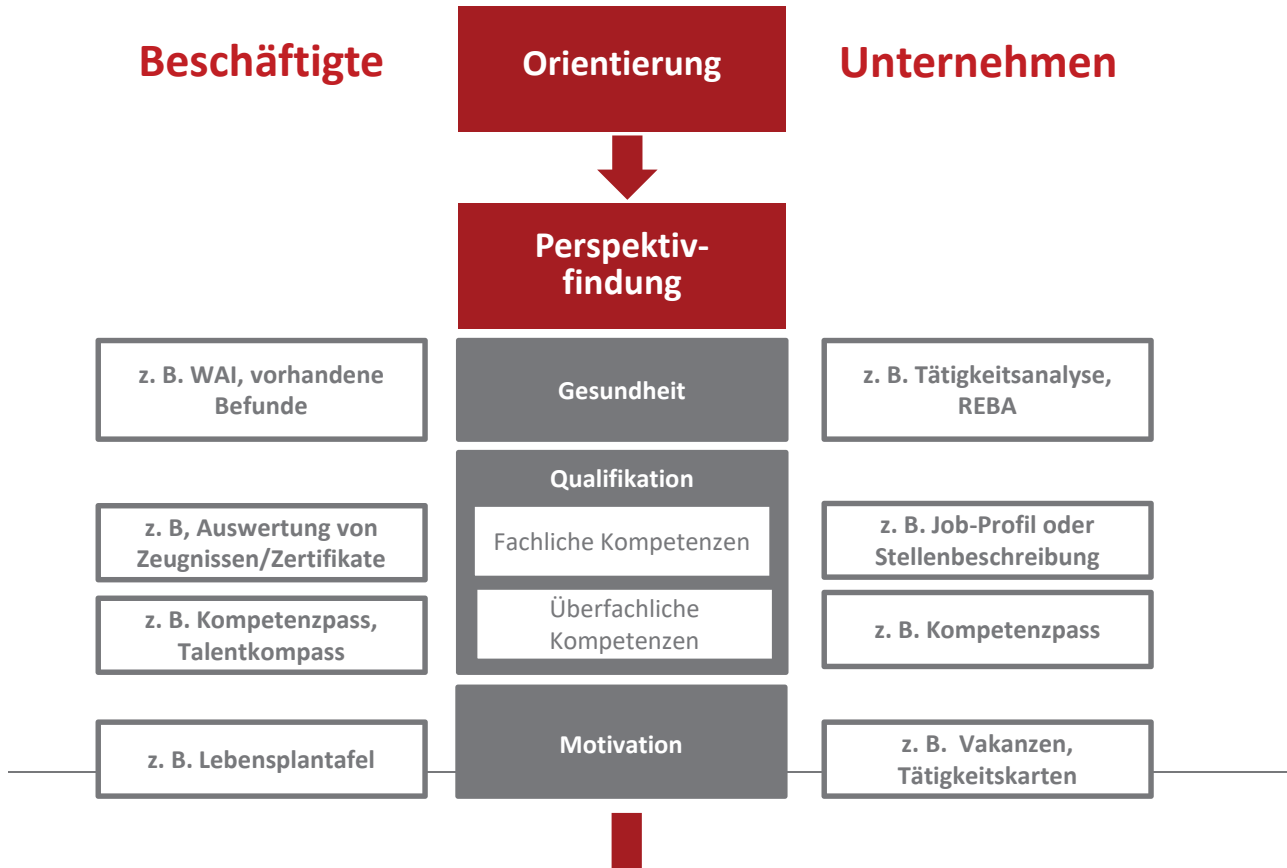 Beschäftigte
Orientierung
Unternehmen
Perspektiv-
findung
z. B. WAI, vorhandene
Befunde
Gesundheit
z. B. Tätigkeitsanalyse,
REBA
Qualifikation
z. B, Auswertung von
Zeugnissen/Zertifikate
Fachliche Kompetenzen
z. B. Job-Profil oder
Stellenbeschreibung
z. B. Kompetenzpass,
Talentkompass
Überfachliche
Kompetenzen
z. B. Kompetenzpass
z. B. Lebensplantafel
Motivation
z. B. Vakanzen,
Tätigkeitskarten